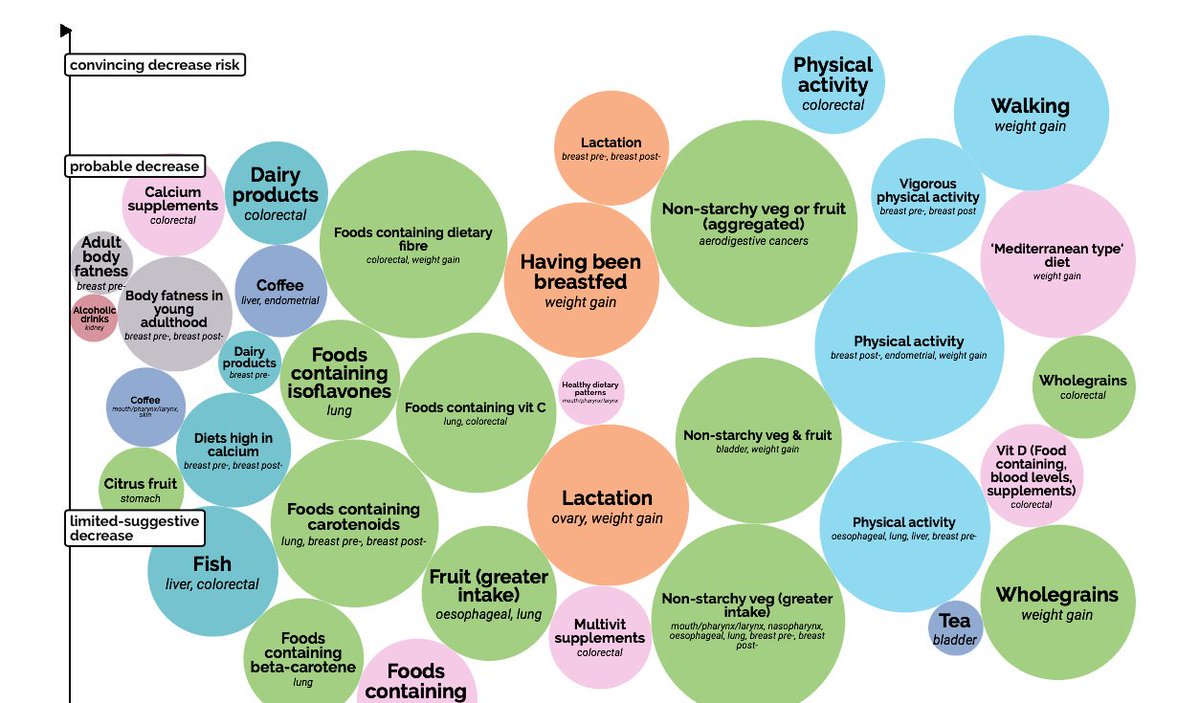 convincing decrease risk
Physical
activity
colorectal
Walking
weight gain
Lactation
breast pre-, breast post-
probable decrease
Dairy
products
colorectal
Calcium
supplements
colorectal
Vigorous
physical activity
breast pre-, breast post
Non-starchy veg or fruit
(aggregated)
aerodigestive cancers
Foods containing dietary
fibre
colorectal, weight gain
Adult
body
fatness
breast pre-
Having been
breastfed
weight gain
'Mediterranean type'
diet
weight gain
Coffee
liver, endometrial
Body fatness in
young
adulthood
breast pre-, breast post-
Alcoholic
drinks
kidney
Physical activity
breast post-, endometrial, weight gain
Dairy
products
breast pre-
Foods
containing
isoflavones
lung
Healthy dietary
patterns
mouth/pharynx/larynx
Wholegrains
colorectal
Coffee
mouth/pharynx/larynx,
skin
Foods containing vit C
lung, colorectal
Non-starchy veg & fruit
bladder, weight gain
Diets high in
calcium
breast pre-, breast post-
Vit D (Food
containing,
blood levels,
supplements)
colorectal
Citrus fruit
stomach
Lactation
ovary, weight gain
Foods containing
carotenoids
lung, breast pre-, breast post-
limited-suggestive
decrease
Physical activity
oesophageal, lung, liver, breast pre-
Fish
liver, colorectal
Fruit (greater
intake)
oesophageal, lung
Wholegrains
weight gain
Non-starchy veg (greater
intake)
mouth/pharynx/larynx, nasopharynx,
oesophageal, lung, breast pre-, breast
post-
Tea
bladder
Multivit
supplements
colorectal
Foods
containing
beta-carotene
lung
Foods
containing